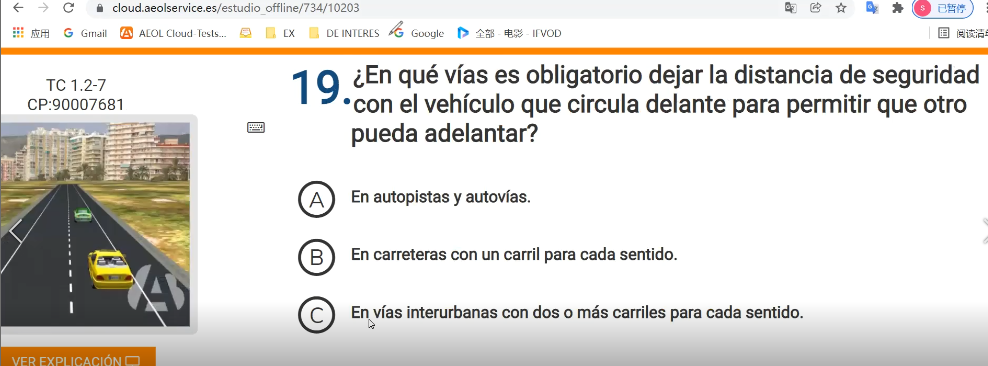 cloud.aeolservice.es/estudio_offline/734/10203
S 已暂停
应用 Gmail AEOL Cloud-Tests... EX DE INTERES Google 全部 - 电影 - IFVOD 阅读清单
TC 1.2-7
CP:90007681
19.
¿En qué vías es obligatorio dejar la distancia de seguridad
con el vehículo que circula delante para permitir que otro
pueda adelantar?
A En autopistas y autovías.
B En carreteras con un carril para cada sentido.
C En vías interurbanas con dos o más carriles para cada sentido.
VER EXPLICACIÓN